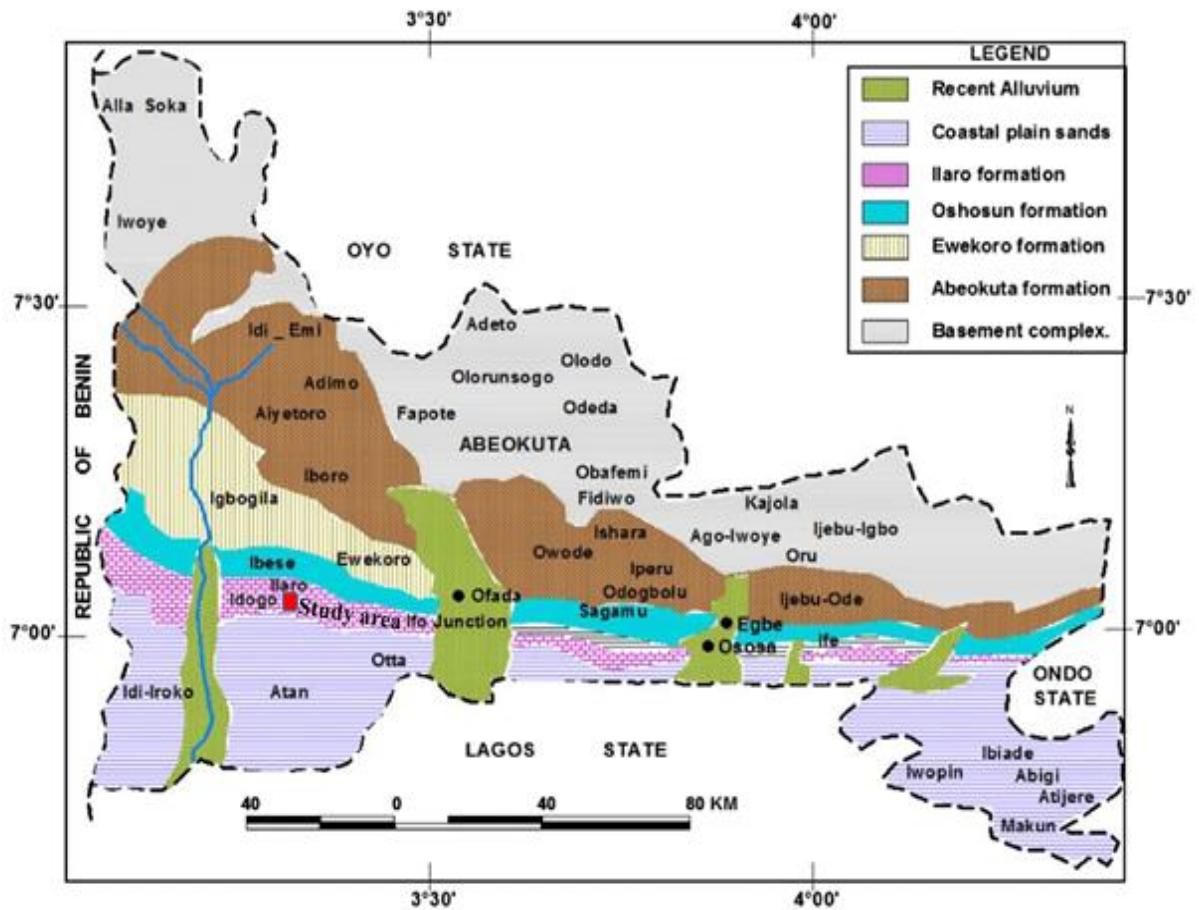 3°30'
4°00'
LEGEND
Recent Alluvium
Coastal plain sands
Ilaro formation
Oshosun formation
Ewekoro formation
Abeokuta formation
Basement complex.
Alla Soka
Iwoye
OYO STATE
7°30'
7°30'
Idi _ Emi
Adeto
Olodo
Adimo
Olorunsogo
Aiyetoro
Fapote
Odeda
ABEOKUTA
N
REPUBLIC OF BENIN
Iboro
Obafemi
Igbogila
Fidiwo
Kajola
Ishara
Ago-Iwoye
Ijebu-Igbo
Owode
Oru
Ibese
Ewekoro
Iperu
Ilaro
Odogbolu
Idogo
Ofada
Ijebu-Ode
Study area
Ifo Junction
Sagamu
Egbe
7°00'
Ife
7°00'
Ososa
Otta
ONDO
STATE
Idi-Iroko
Atan
LAGOS STATE
Ibiade
Iwopin
Abigi
Atijere
Makun
40 0 40 80 KM
3°30'
4°00'